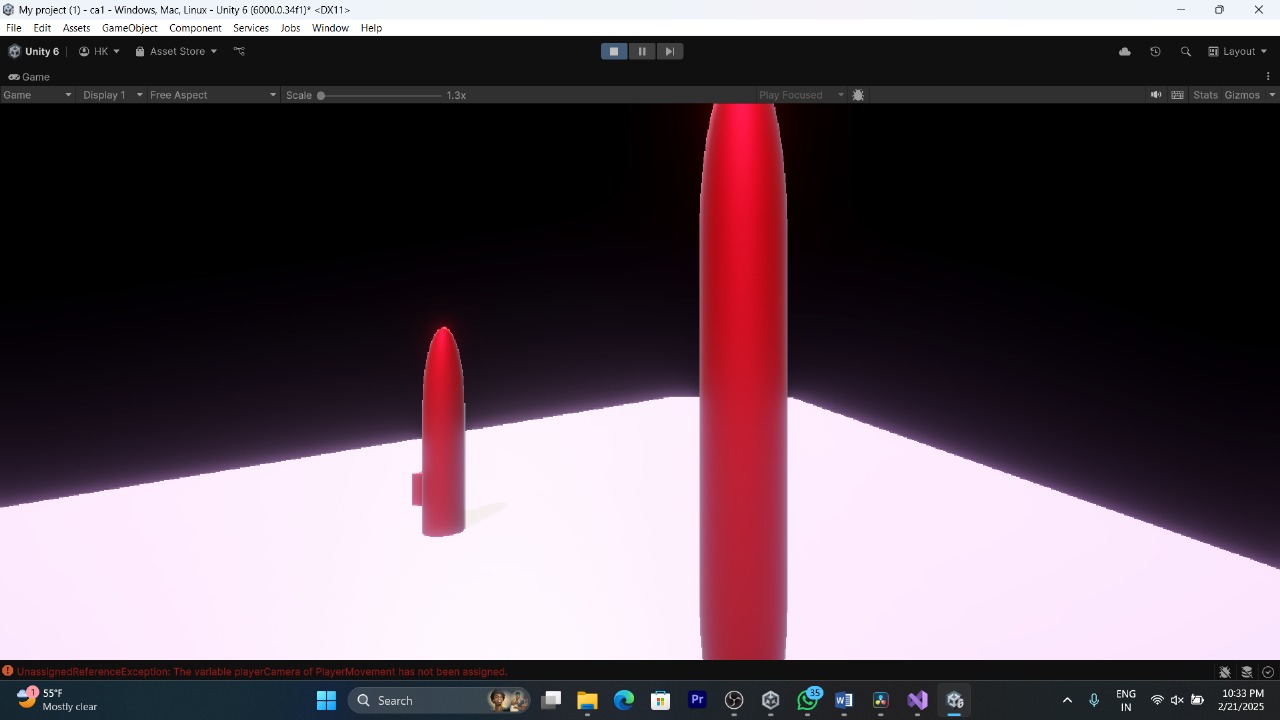 My project (1) - ca1 - Windows, Mac, Linux - Unity 6 (6000.0.34f1)* <DX11>
File Edit Assets GameObject Component Services Jobs Window Help
Unity 6 HK Asset Store Layout
Game
Game Display 1 Free Aspect Scale 1.3x Play Focused Stats Gizmos
UnassignedReferenceException: The variable playerCamera of PlayerMovement has not been assigned.
1 55°F Search Pr 35 ENG 10:33 PM
Mostly clear IN 2/21/2025